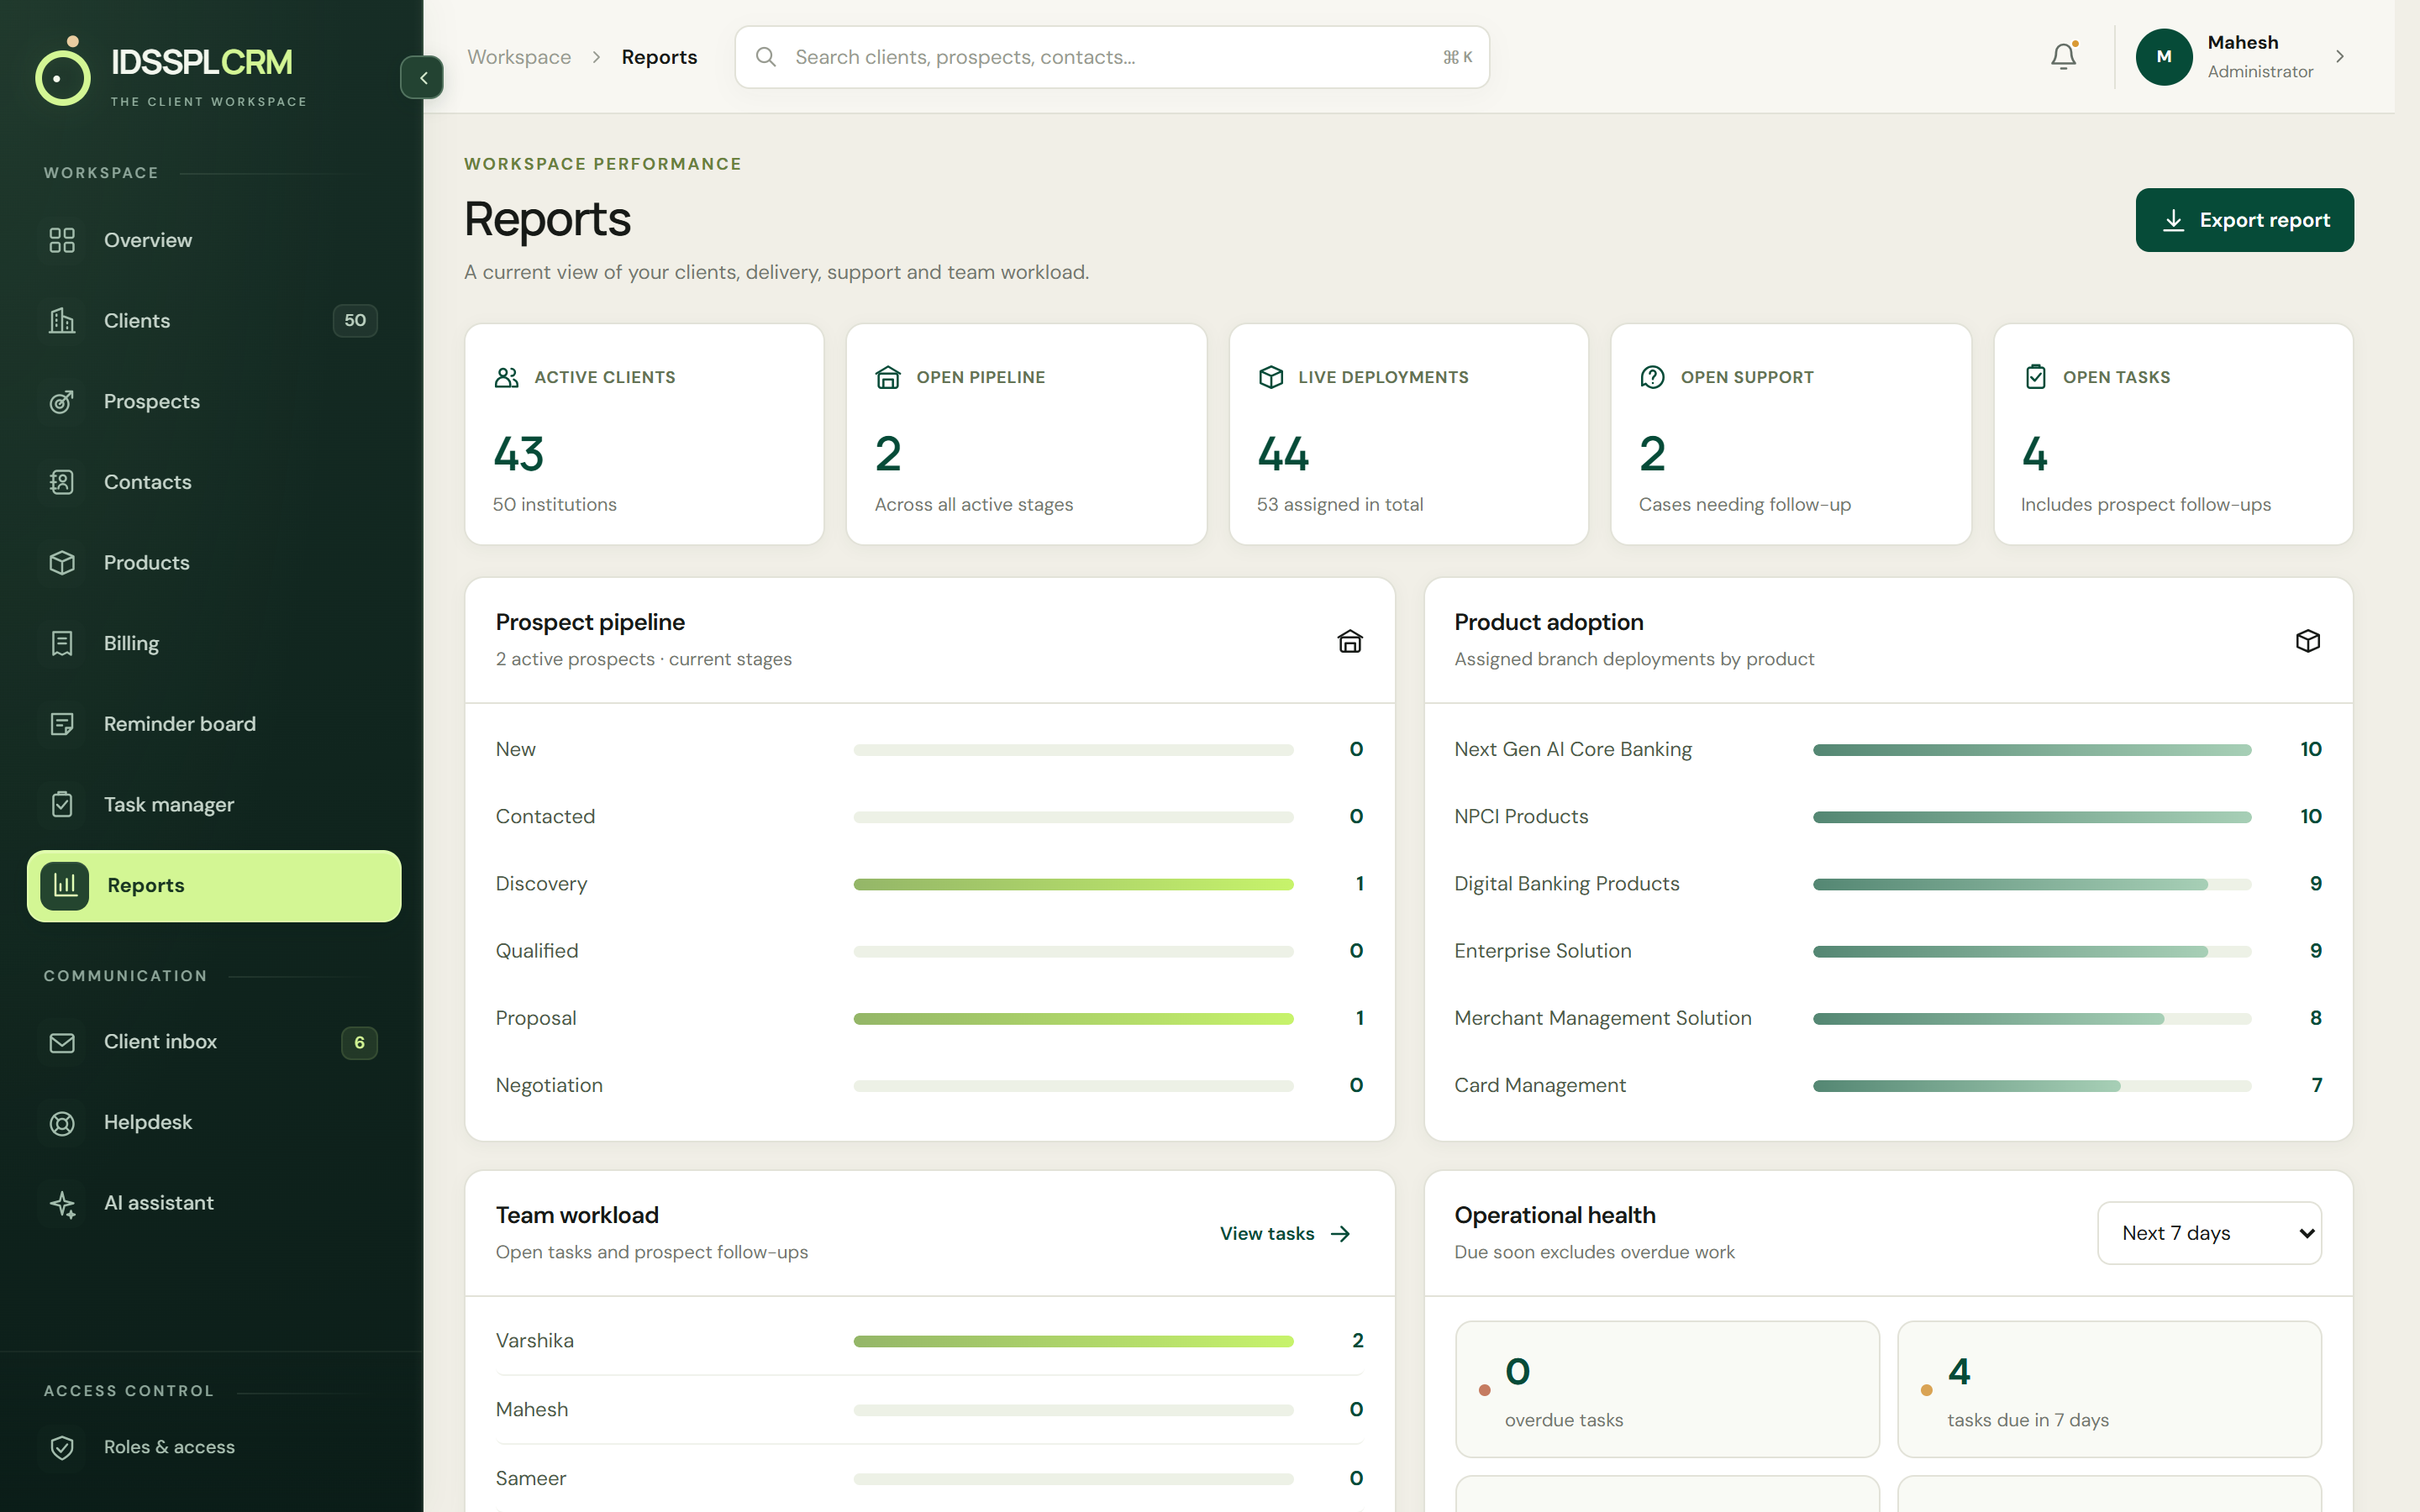 IDSSPLCRM
THE CLIENT WORKSPACE
WORKSPACE
Overview
Clients
50
Prospects
Contacts
Products
Billing
Reminder board
Task manager
Reports
COMMUNICATION
Client inbox
6
Helpdesk
AI assistant
ACCESS CONTROL
Roles & access
Workspace > Reports
Search clients, prospects, contacts...
⌘ K
M
Mahesh
Administrator
WORKSPACE PERFORMANCE
Reports
A current view of your clients, delivery, support and team workload.
Export report
ACTIVE CLIENTS
43
50 institutions
OPEN PIPELINE
2
Across all active stages
LIVE DEPLOYMENTS
44
53 assigned in total
OPEN SUPPORT
2
Cases needing follow-up
OPEN TASKS
4
Includes prospect follow-ups
Prospect pipeline
2 active prospects · current stages
New 0
Contacted 0
Discovery 1
Qualified 0
Proposal 1
Negotiation 0
Product adoption
Assigned branch deployments by product
Next Gen AI Core Banking 10
NPCI Products 10
Digital Banking Products 9
Enterprise Solution 9
Merchant Management Solution 8
Card Management 7
Team workload
Open tasks and prospect follow-ups
View tasks →
Varshika 2
Mahesh 0
Sameer 0
Operational health
Due soon excludes overdue work
Next 7 days
0
overdue tasks
4
tasks due in 7 days